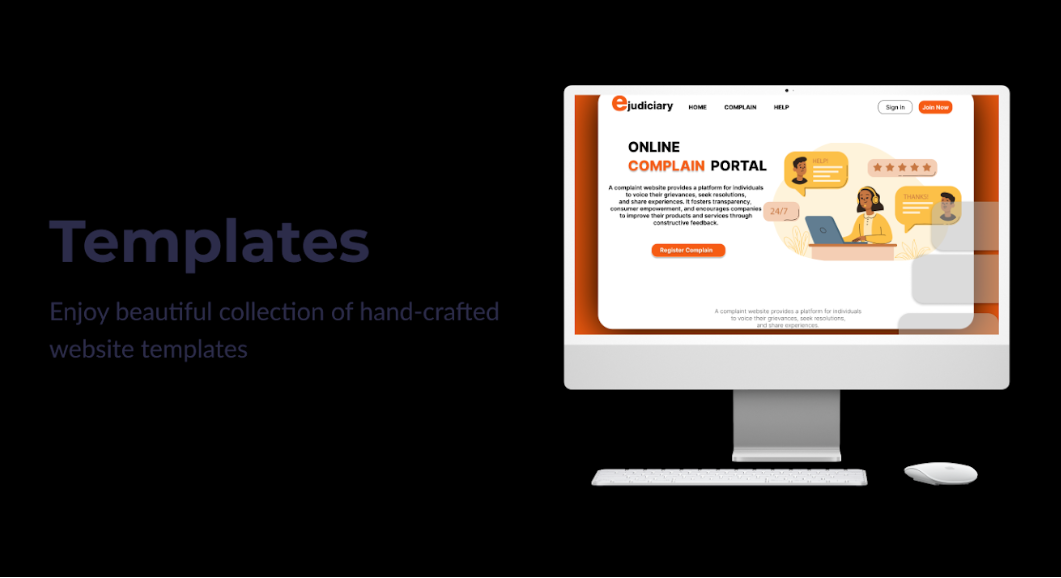 Templates
Enjoy beautiful collection of hand-crafted
website templates
ejudiciary
HOME
COMPLAIN
HELP
Sign in
Join Now
ONLINE
COMPLAIN PORTAL
A complaint website provides a platform for individuals
to voice their grievances, seek resolutions,
and share experiences. It fosters transparency,
consumer empowerment, and encourages companies
to improve their products and services through
constructive feedback.
Register Complain
HELP!
24/7
THANKS!
A complaint website provides a platform for individuals
to voice their grievances, seek resolutions,
and share experiences.